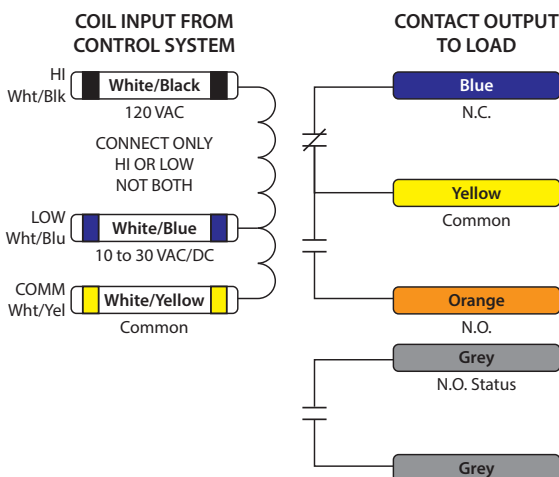 COIL INPUT FROM
CONTROL SYSTEM
HI
Wht/Blk
White/Black
120 VAC
CONNECT ONLY
HI OR LOW
NOT BOTH
LOW
Wht/Blu
White/Blue
10 to 30 VAC/DC
COMM
Wht/Yel
White/Yellow
Common
CONTACT OUTPUT
TO LOAD
Blue
N.C.
Yellow
Common
Orange
N.O.
Grey
N.O. Status
Grey